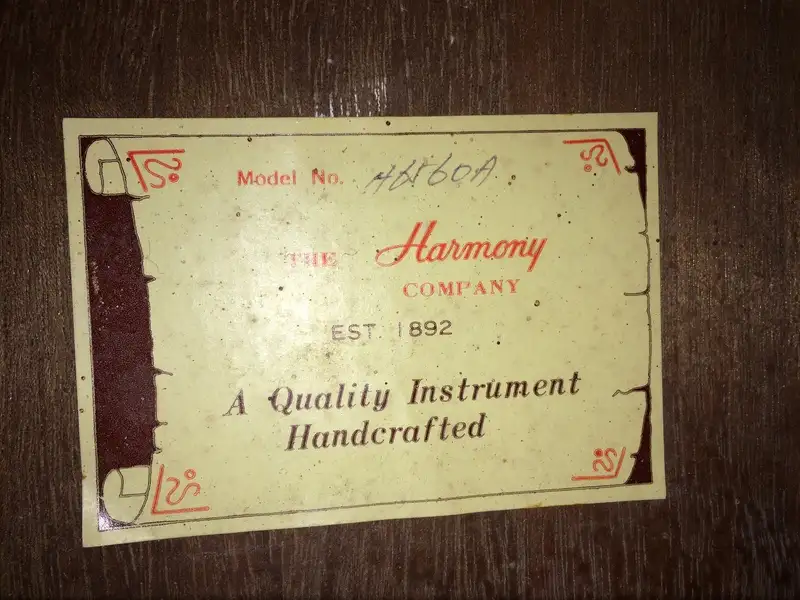 Model No. H6160A
THE Harmony
COMPANY
EST. 1892
A Quality Instrument
Handcrafted